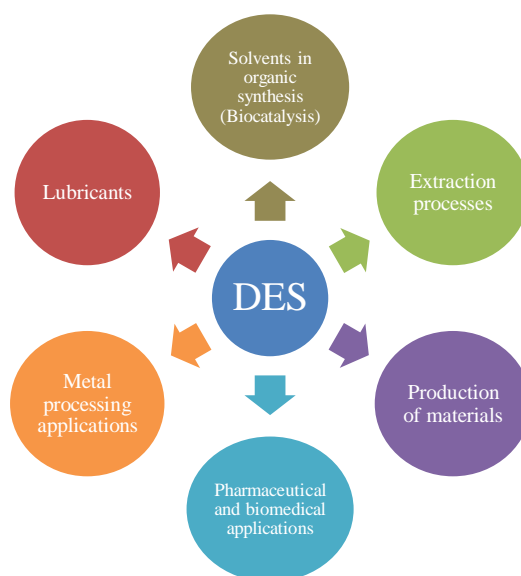 Solvents in
organic
synthesis
(Biocatalysis)
Lubricants
Extraction
processes
DES
Metal
processing
applications
Production
of materials
Pharmaceutical
and biomedical
applications